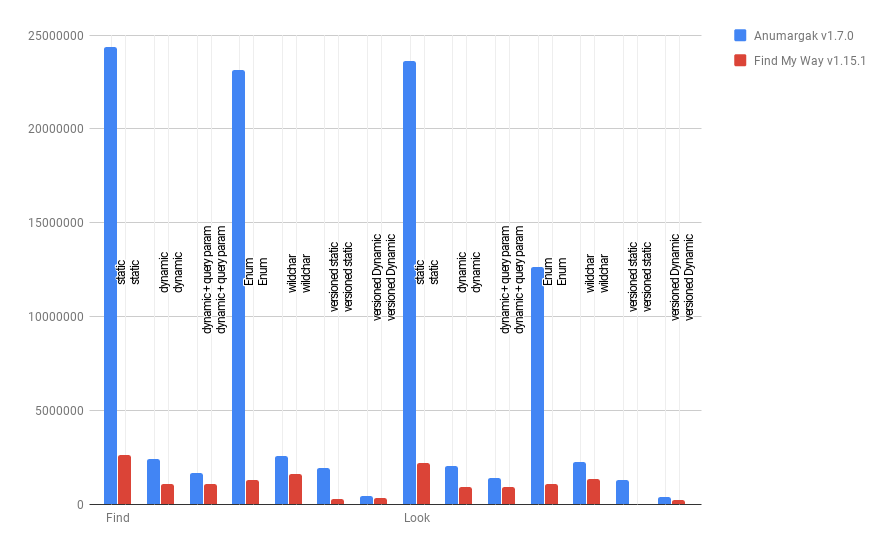 25000000
20000000
15000000
10000000
5000000
0
Anumargak v1.7.0
Find My Way v1.15.1
static
static
dynamic
dynamic
dynamic + query param
dynamic + query param
Enum
Enum
wildchar
wildchar
versioned static
versioned static
versioned Dynamic
versioned Dynamic
static
static
dynamic
dynamic
dynamic + query param
dynamic + query param
Enum
Enum
wildchar
wildchar
versioned static
versioned static
versioned Dynamic
versioned Dynamic
Find
Look